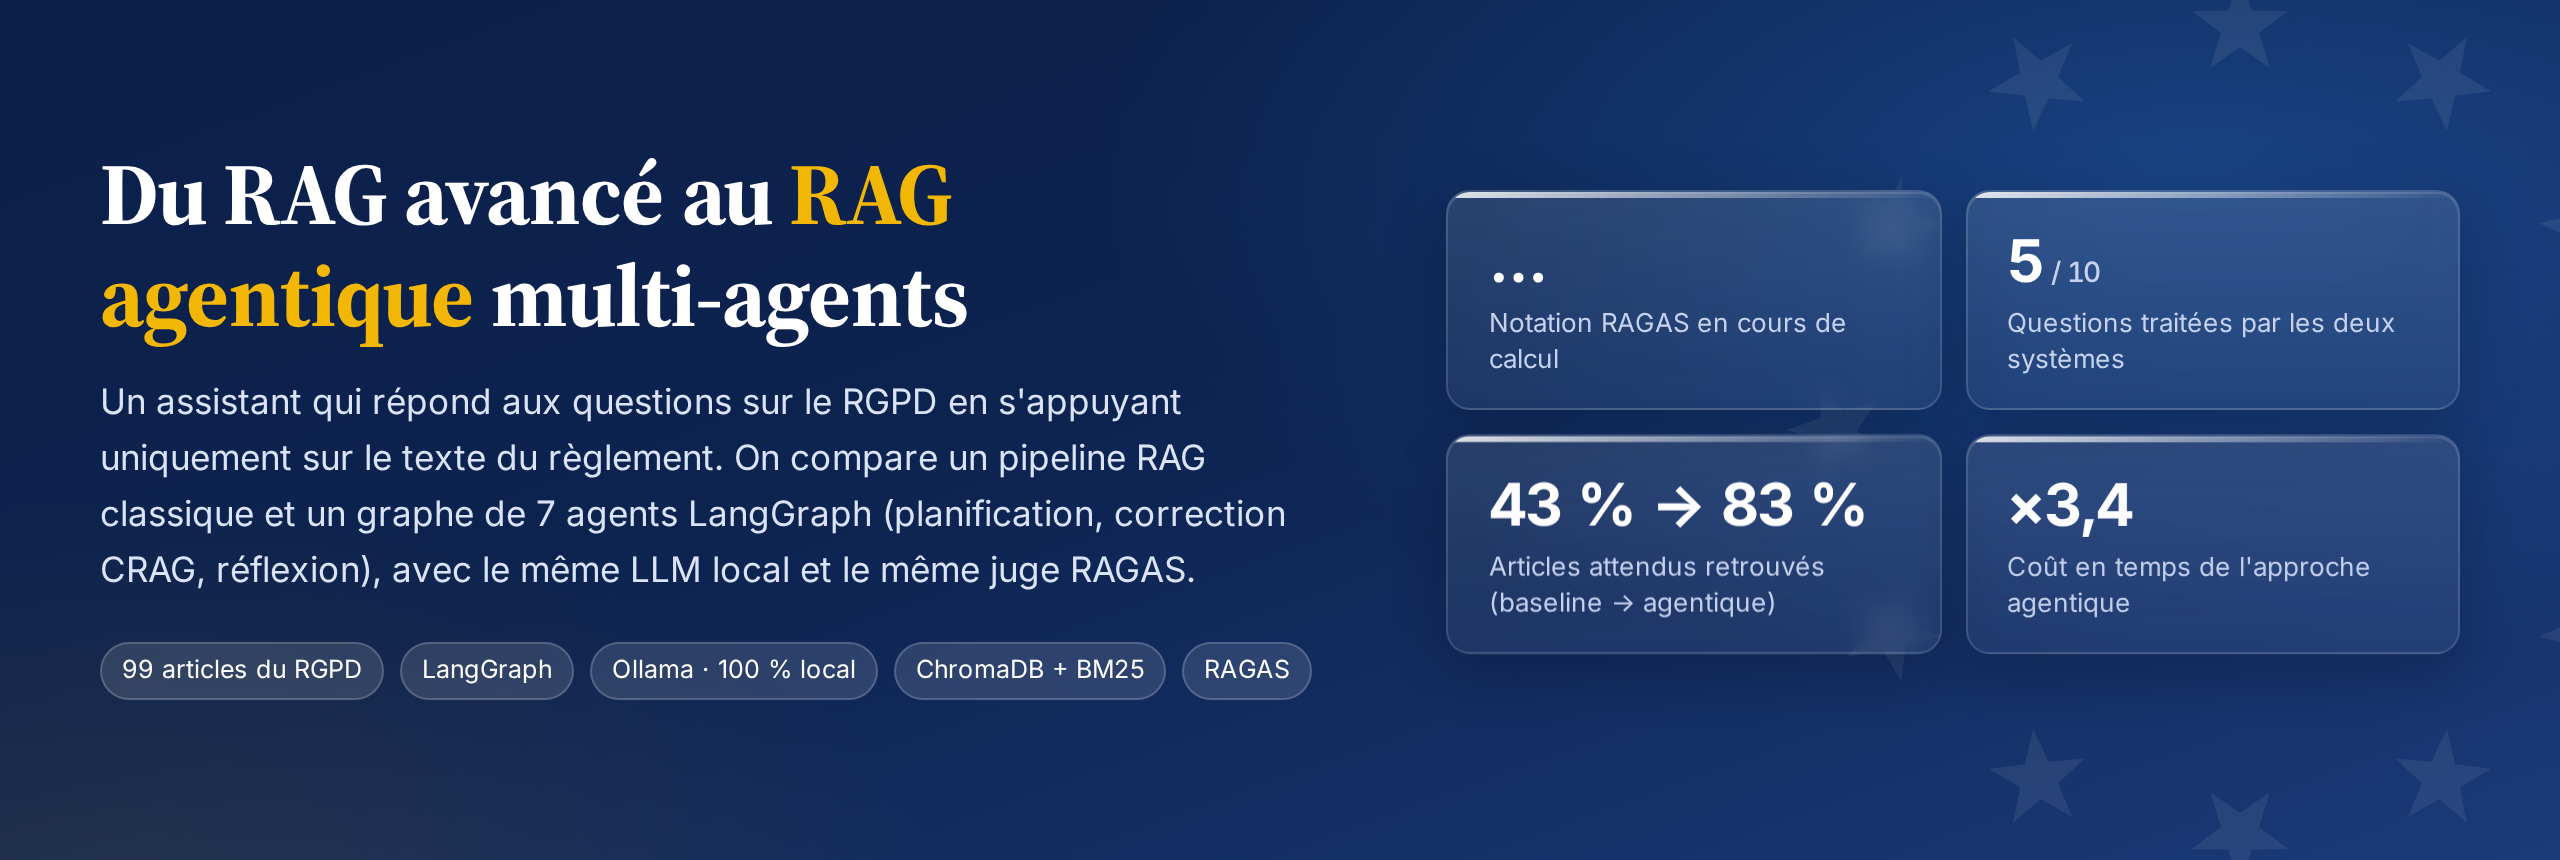 Du RAG avancé au RAG
agentique multi-agents
Un assistant qui répond aux questions sur le RGPD en s'appuyant
uniquement sur le texte du règlement. On compare un pipeline RAG
classique et un graphe de 7 agents LangGraph (planification, correction
CRAG, réflexion), avec le même LLM local et le même juge RAGAS.
99 articles du RGPD
LangGraph
Ollama · 100 % local
ChromaDB + BM25
RAGAS
...
Notation RAGAS en cours de
calcul
5 / 10
Questions traitées par les deux
systèmes
43 % → 83 %
Articles attendus retrouvés
(baseline → agentique)
×3,4
Coût en temps de l'approche
agentique